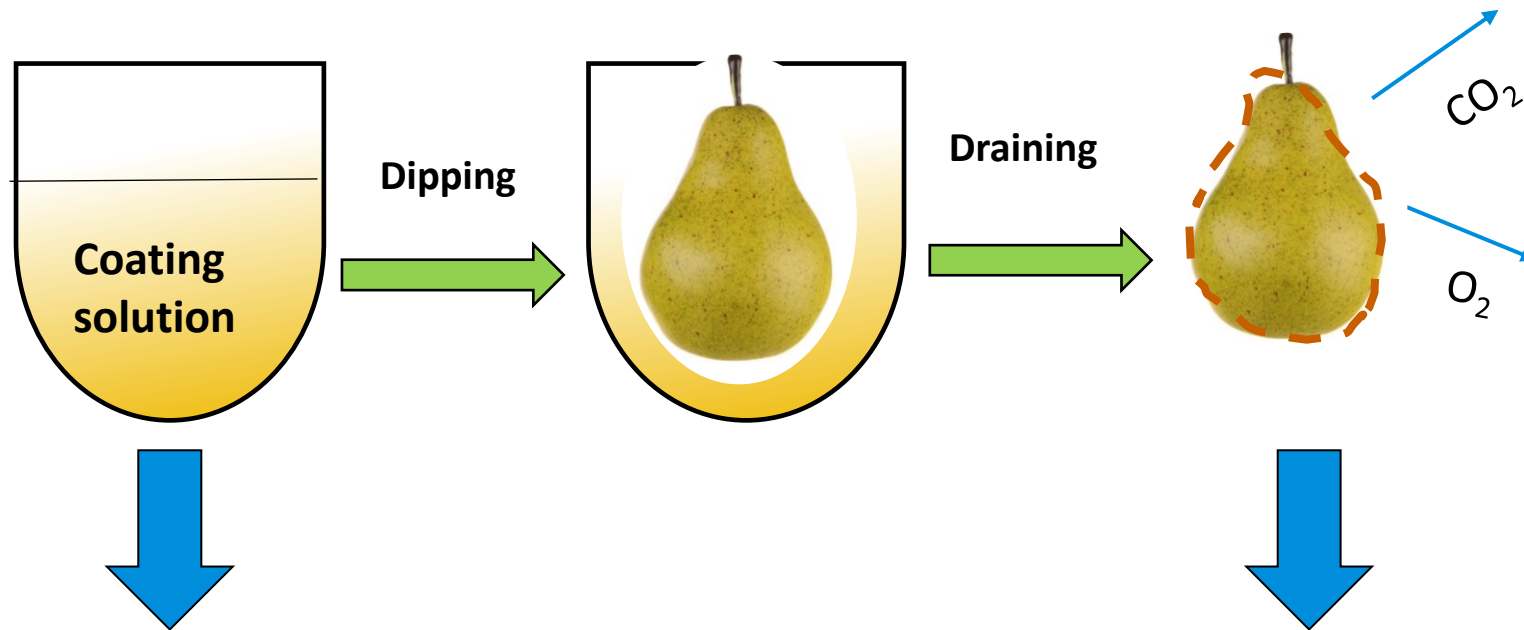 Coating
solution
Dipping
Draining
CO₂
O₂